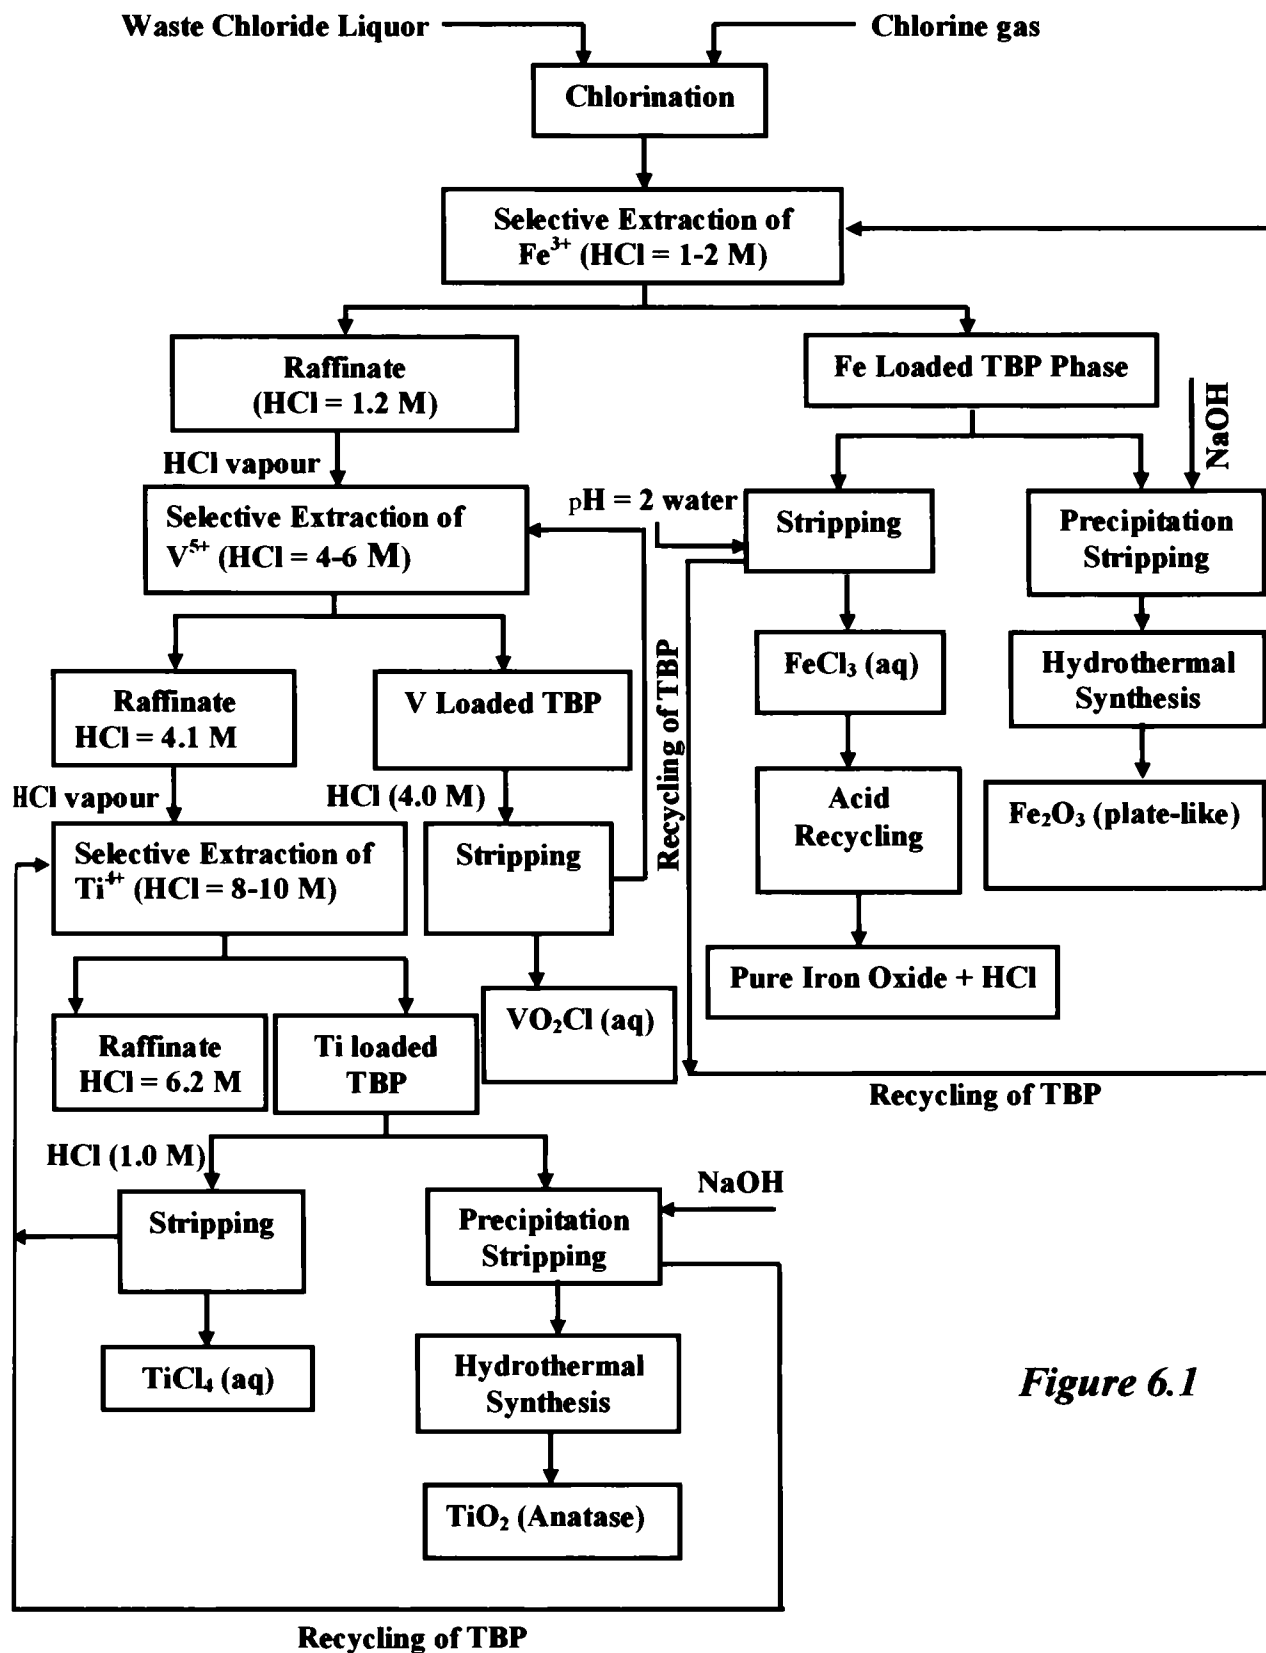 Waste Chloride Liquor
Chlorine gas
Chlorination
Selective Extraction of
Fe³⁺ (HCl = 1-2 M)
Raffinate
(HCl = 1.2 M)
Fe Loaded TBP Phase
NaOH
HCl vapour
Selective Extraction of
V⁵⁺ (HCl = 4-6 M)
pH = 2 water
Stripping
Precipitation
Stripping
Raffinate
HCl = 4.1 M
V Loaded TBP
Recycling of TBP
FeCl₃ (aq)
Hydrothermal
Synthesis
HCl vapour
HCl (4.0 M)
Acid
Recycling
Fe₂O₃ (plate-like)
Selective Extraction of
Ti⁴⁺ (HCl = 8-10 M)
Stripping
Pure Iron Oxide + HCl
Raffinate
HCl = 6.2 M
Ti loaded
TBP
VO₂Cl (aq)
Recycling of TBP
HCl (1.0 M)
NaOH
Stripping
Precipitation
Stripping
TiCl₄ (aq)
Hydrothermal
Synthesis
Figure 6.1
TiO₂ (Anatase)
Recycling of TBP